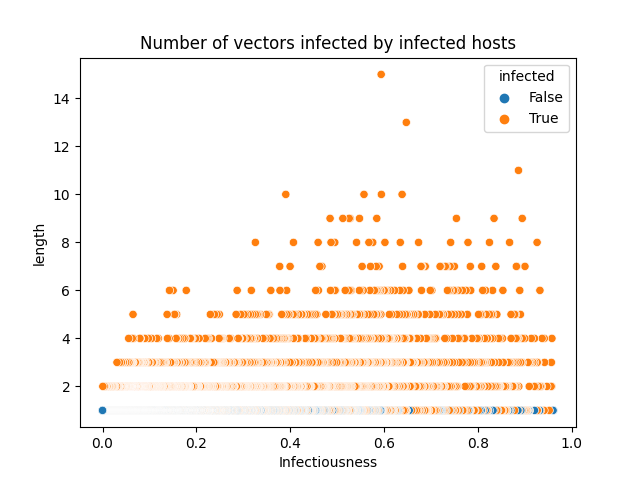 Number of vectors infected by infected hosts
infected
False
True
length
14
12
10
8
6
4
2
0.0 0.2 0.4 0.6 0.8 1.0
Infectiousness